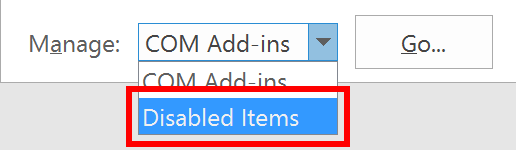 Manage: COM Add-ins Go...
COM Add-ins
Disabled Items